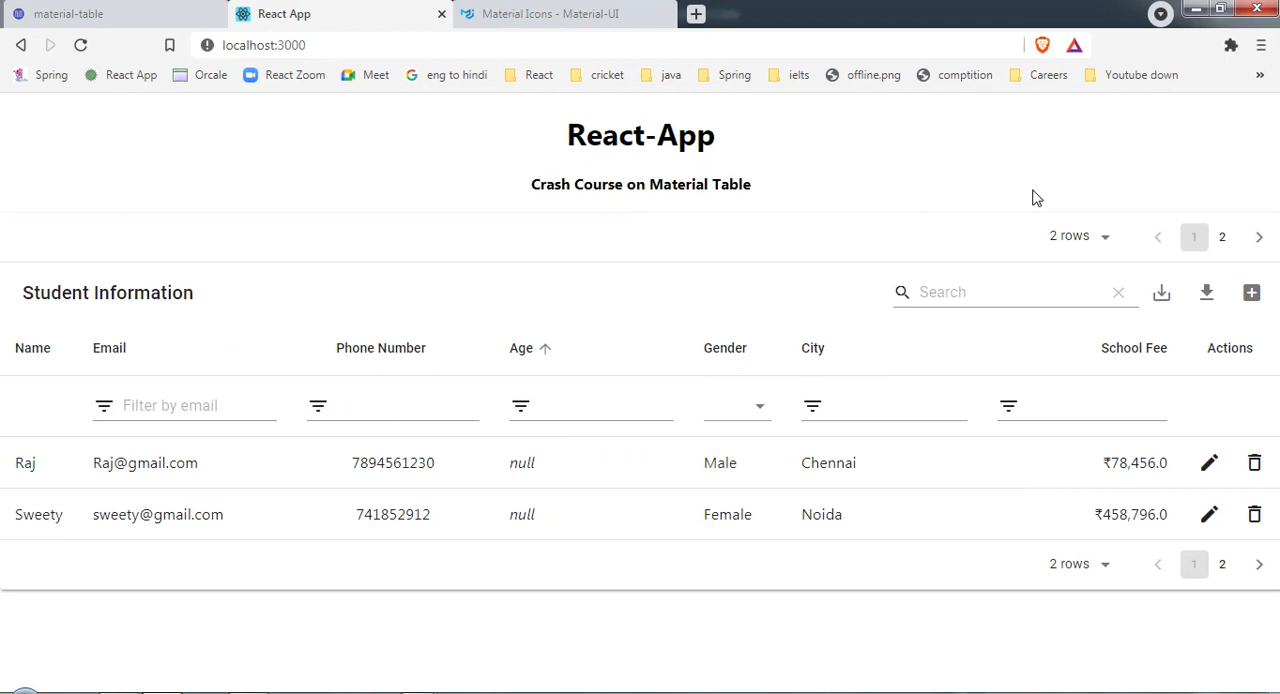 material-table
React App
Material Icons - Material-UI
localhost:3000
Spring
React App
Orcale
React Zoom
Meet
eng to hindi
React
cricket
java
Spring
ielts
offline.png
comptition
Careers
Youtube down
»
React-App
Crash Course on Material Table
2 rows
1
2
Student Information
Search
Name
Email
Phone Number
Age
Gender
City
School Fee
Actions
Filter by email
Raj
Raj@gmail.com
7894561230
null
Male
Chennai
₹78,456.0
Sweety
sweety@gmail.com
741852912
null
Female
Noida
₹458,796.0
2 rows
1
2